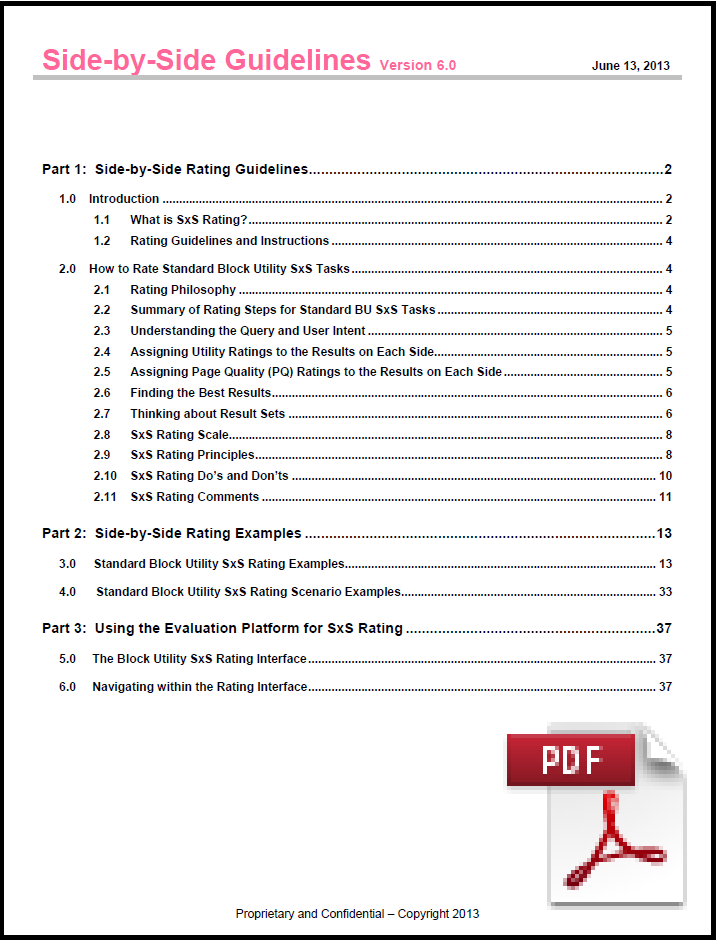 Side-by-Side Guidelines Version 6.0 June 13, 2013
Part 1: Side-by-Side Rating Guidelines.......................................................................................2
1.0 Introduction ........................................................................................................ 2
1.1 What is SxS Rating?........................................................................................................ 2
1.2 Rating Guidelines and Instructions ........................................................................................ 4
2.0 How to Rate Standard Block Utility SxS Tasks........................................................................ 4
2.1 Rating Philosophy ........................................................................................................ 4
2.2 Summary of Rating Steps for Standard BU SxS Tasks .................................................... 4
2.3 Understanding the Query and User Intent ........................................................................ 5
2.4 Assigning Utility Ratings to the Results on Each Side.................................................... 5
2.5 Assigning Page Quality (PQ) Ratings to the Results on Each Side ................................ 5
2.6 Finding the Best Results................................................................................................ 6
2.7 Thinking about Result Sets ............................................................................................ 6
2.8 SxS Rating Scale........................................................................................................ 8
2.9 SxS Rating Principles.................................................................................................... 8
2.10 SxS Rating Do’s and Don’ts ........................................................................................ 10
2.11 SxS Rating Comments ................................................................................................ 11
Part 2: Side-by-Side Rating Examples .......................................................................................13
3.0 Standard Block Utility SxS Rating Examples........................................................................ 13
4.0 Standard Block Utility SxS Rating Scenario Examples........................................................ 33
Part 3: Using the Evaluation Platform for SxS Rating ..............................................................37
5.0 The Block Utility SxS Rating Interface................................................................................ 37
6.0 Navigating within the Rating Interface................................................................................ 37
PDF
Proprietary and Confidential – Copyright 2013